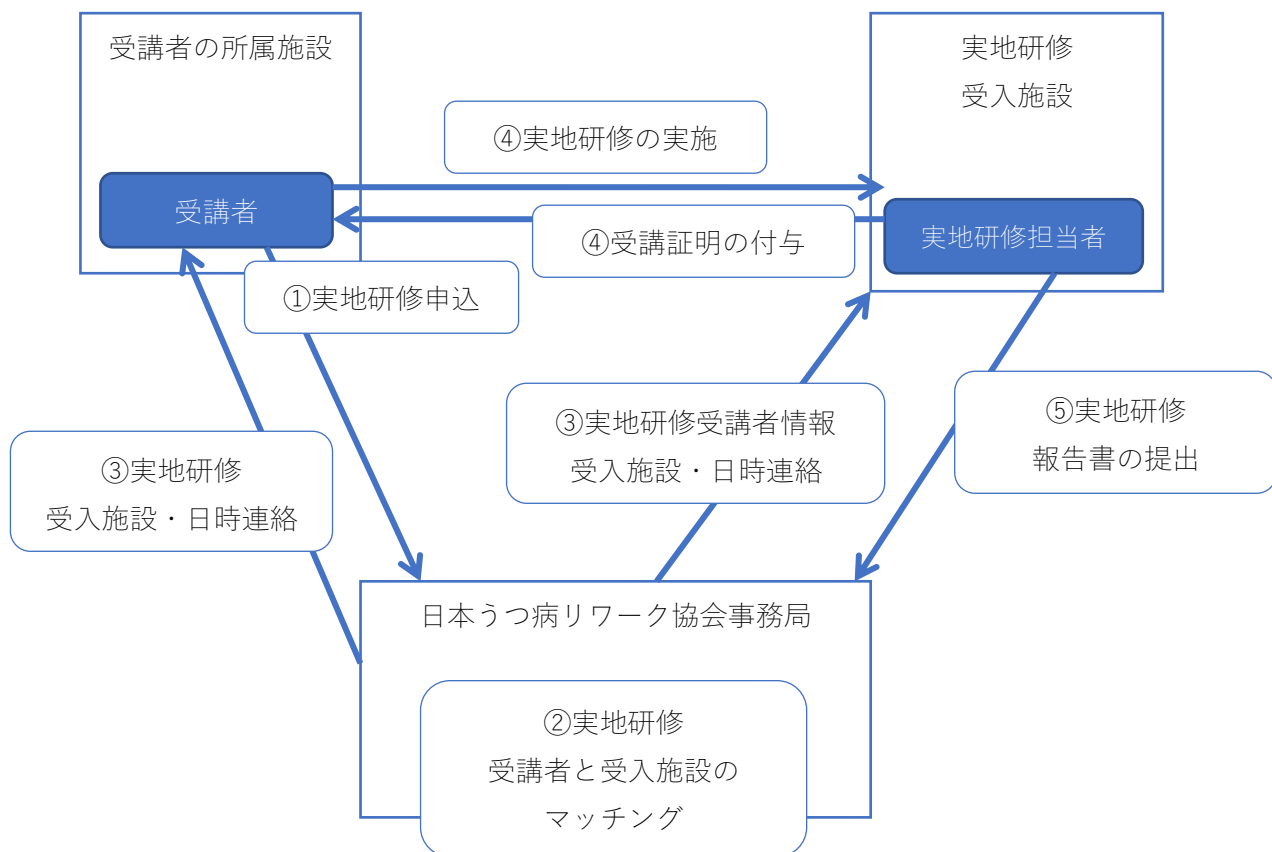 受講者の所属施設
実地研修
受入施設
④実地研修の実施
受講者
④受講証明の付与
実地研修担当者
①実地研修申込
③実地研修
受入施設・日時連絡
③実地研修受講者情報
受入施設・日時連絡
⑤実地研修
報告書の提出
日本うつ病リワーク協会事務局
②実地研修
受講者と受入施設の
マッチング